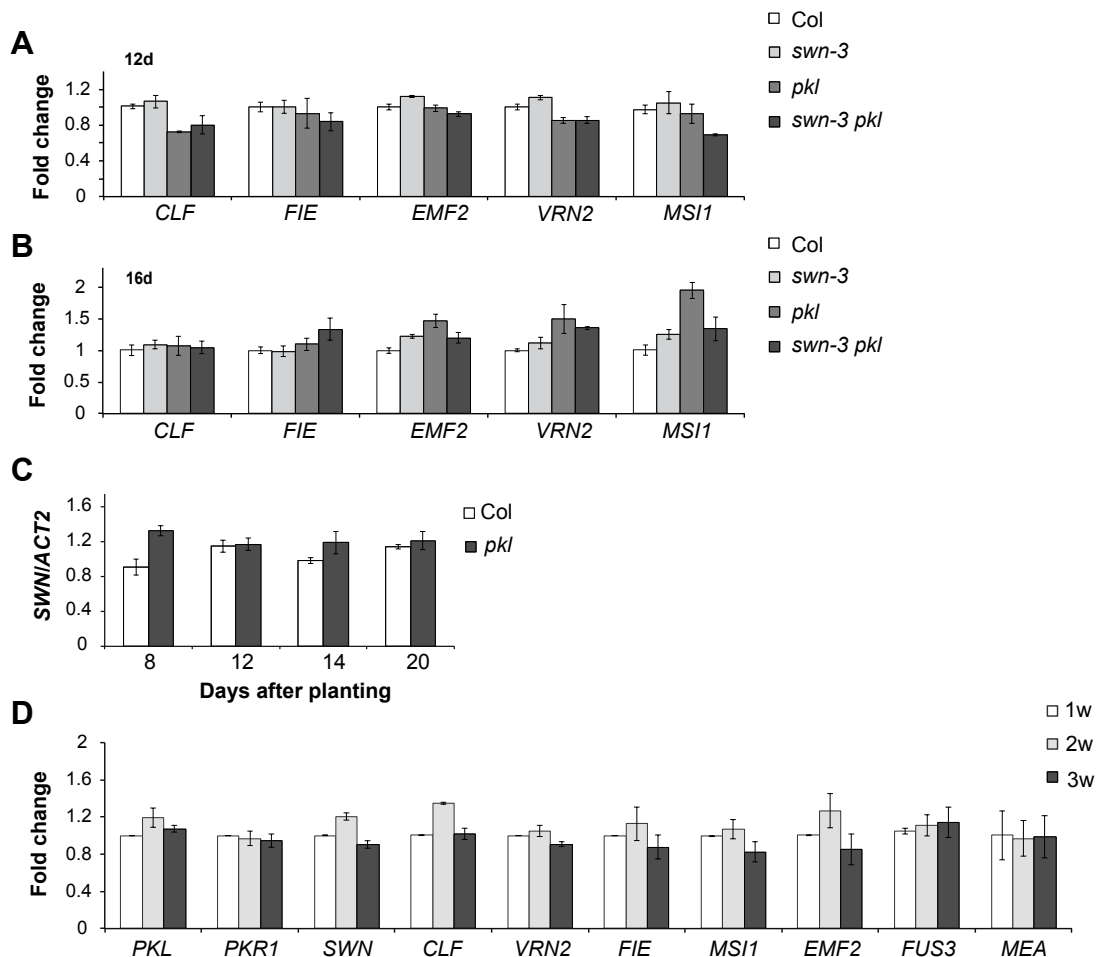 A
12d
Fold change
1.2
0.8
0.4
0
CLF FIE EMF2 VRN2 MSI1
Col
swn-3
pkl
swn-3 pkl
B
16d
Fold change
2
1.5
1
0.5
0
CLF FIE EMF2 VRN2 MSI1
Col
swn-3
pkl
swn-3 pkl
C
SWN/ACT2
1.6
1.2
0.8
0.4
0
8 12 14 20
Days after planting
Col
pkl
D
Fold change
2
1.6
1.2
0.8
0.4
0
PKL PKR1 SWN CLF VRN2 FIE MSI1 EMF2 FUS3 MEA
1w
2w
3w